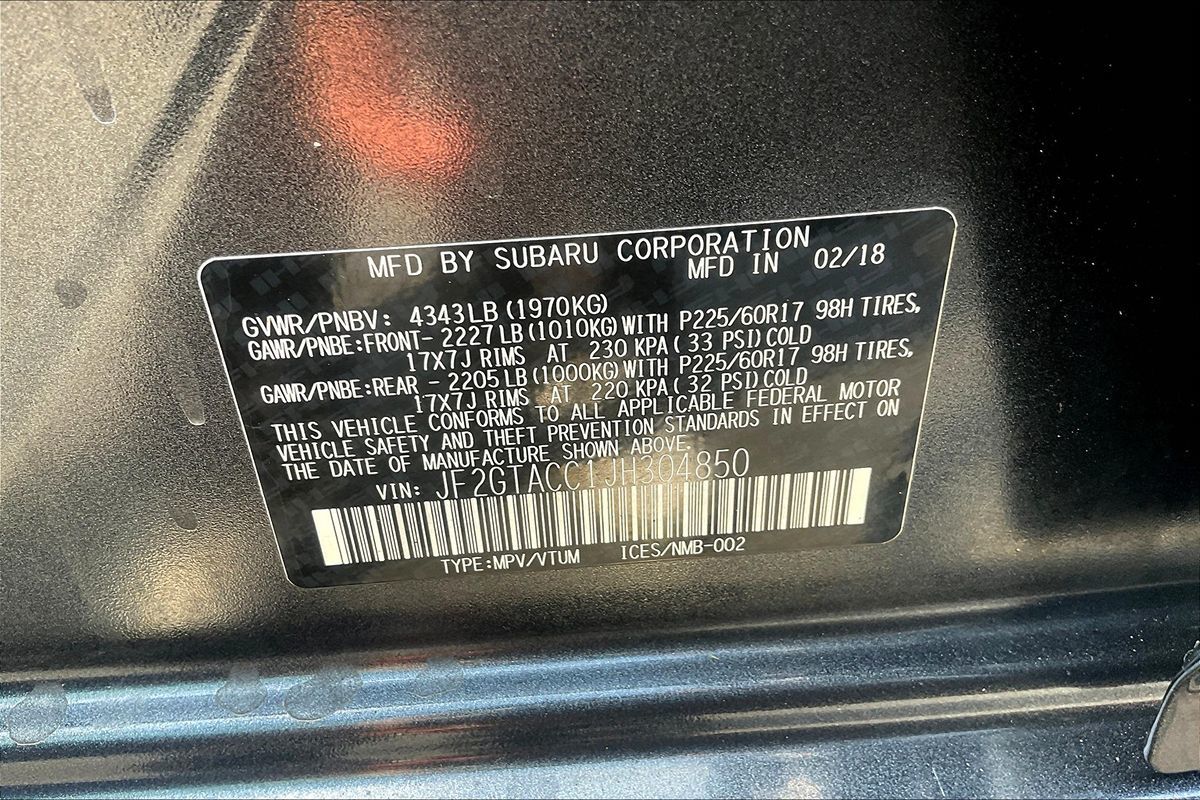 MFD BY SUBARU CORPORATION
MFD IN 02/18
GVWR/PNBV: 4343LB (1970KG)
GAWR/PNBE:FRONT- 2227LB(1010KG)WITH P225/60R17 98H TIRES,
17X7J RIMS AT 230 KPA(33 PSI)COLD
GAWR/PNBE:REAR - 2205LB(1000KG)WITH P225/60R17 98H TIRES,
17X7J RIMS AT 220 KPA(32 PSI)COLD
THIS VEHICLE CONFORMS TO ALL APPLICABLE FEDERAL MOTOR
VEHICLE SAFETY AND THEFT PREVENTION STANDARDS IN EFFECT ON
THE DATE OF MANUFACTURE SHOWN ABOVE.
VIN: JF2GTACC1JH304850
TYPE:MPV/VTUM ICES/NMB-002